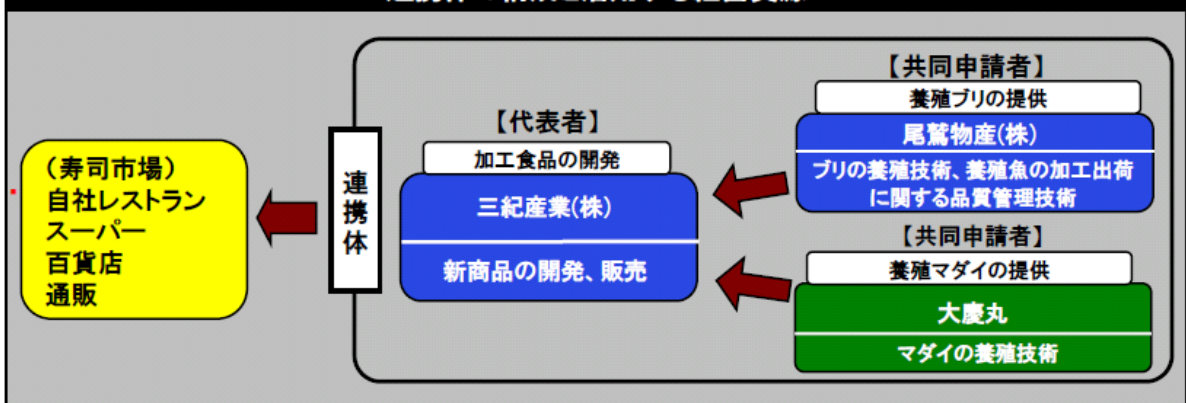 (寿司市場)
自社レストラン
スーパー
百貨店
通販
連携体
【代表者】
加工食品の開発
三紀産業(株)
新商品の開発、販売
【共同申請者】
養殖ブリの提供
尾鷲物産(株)
ブリの養殖技術、養殖魚の加工出荷
に関する品質管理技術
【共同申請者】
養殖マダイの提供
大慶丸
マダイの養殖技術